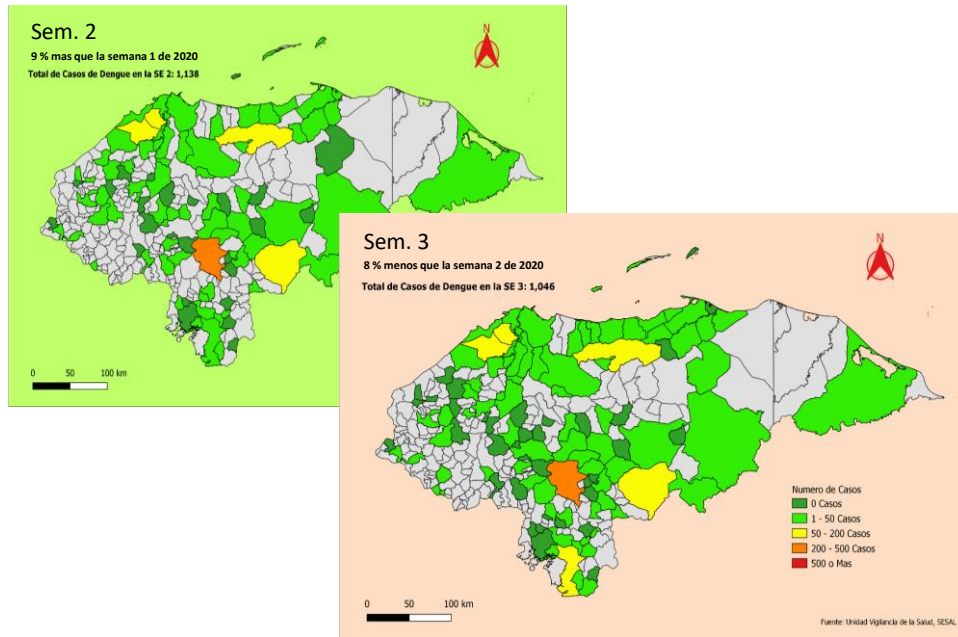 Sem. 2
9 % mas que la semana 1 de 2020
Total de Casos de Dengue en la SE 2: 1,138
N
0 50 100 km
Sem. 3
8 % menos que la semana 2 de 2020
Total de Casos de Dengue en la SE 3: 1,046
N
Numero de Casos
0 Casos
1 - 50 Casos
50 - 200 Casos
200 - 500 Casos
500 o Mas
0 50 100 km
Fuente: Unidad Vigilancia de la Salud, SESAL